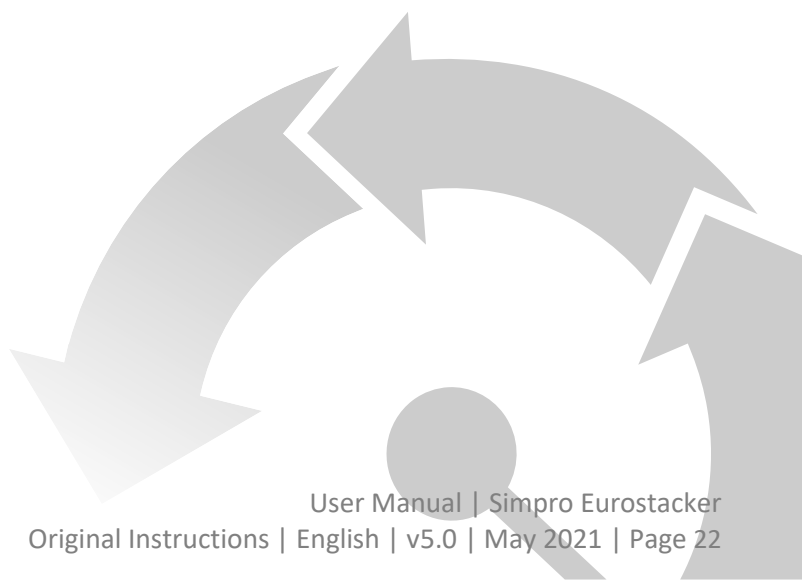 User Manual | Simpro Eurostacker
Original Instructions | English | v5.0 | May 2021 | Page 22